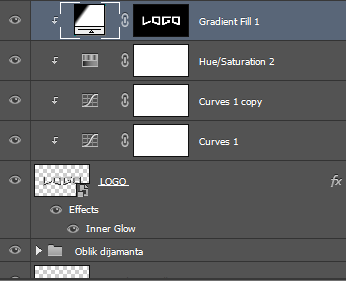 LOGO Gradient Fill 1
Hue/Saturation 2
Curves 1 copy
Curves 1
LOGO LOGO fx
Effects
Inner Glow
Oblik dijamanta